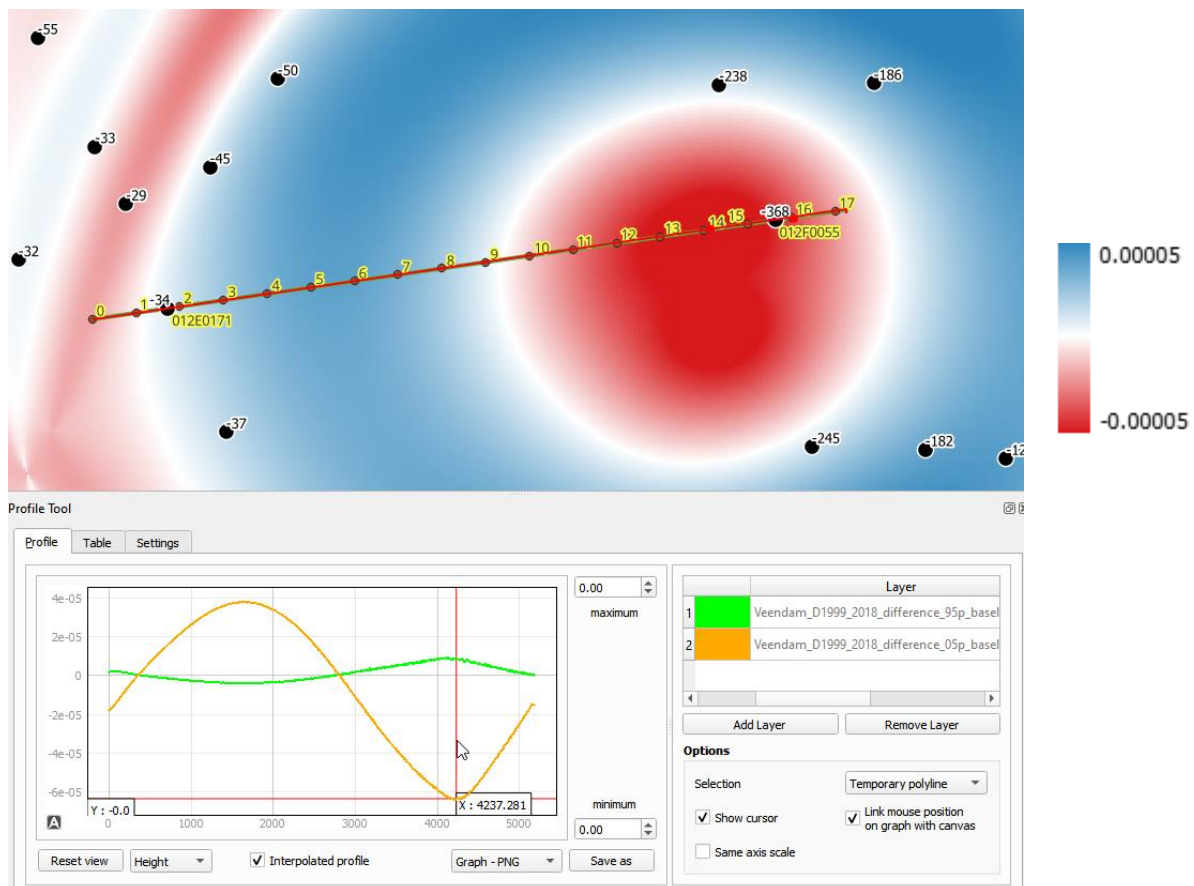 -55
-50
-238
-186
-33
-45
-29
-32
0.00005
-0.00005
-368
0 1 -34 2 3 4 5 6 7 8 9 10 11 12 13 14 15 16 17
012E0171
012F0055
-37
-245
-182
-12
Profile Tool
Profile Table Settings
4e-05
2e-05
0
-2e-05
-4e-05
-6e-05
Y : -0.0
X : 4237.281
A
0 1000 2000 3000 4000 5000
0.00
maximum
minimum
0.00
Reset view Height Interpolated profile Graph - PNG Save as
Layer
1 Veendam_D1999_2018_difference_95p_basel
2 Veendam_D1999_2018_difference_05p_basel
Add Layer Remove Layer
Options
Selection Temporary polyline
Show cursor
Link mouse position
on graph with canvas
Same axis scale